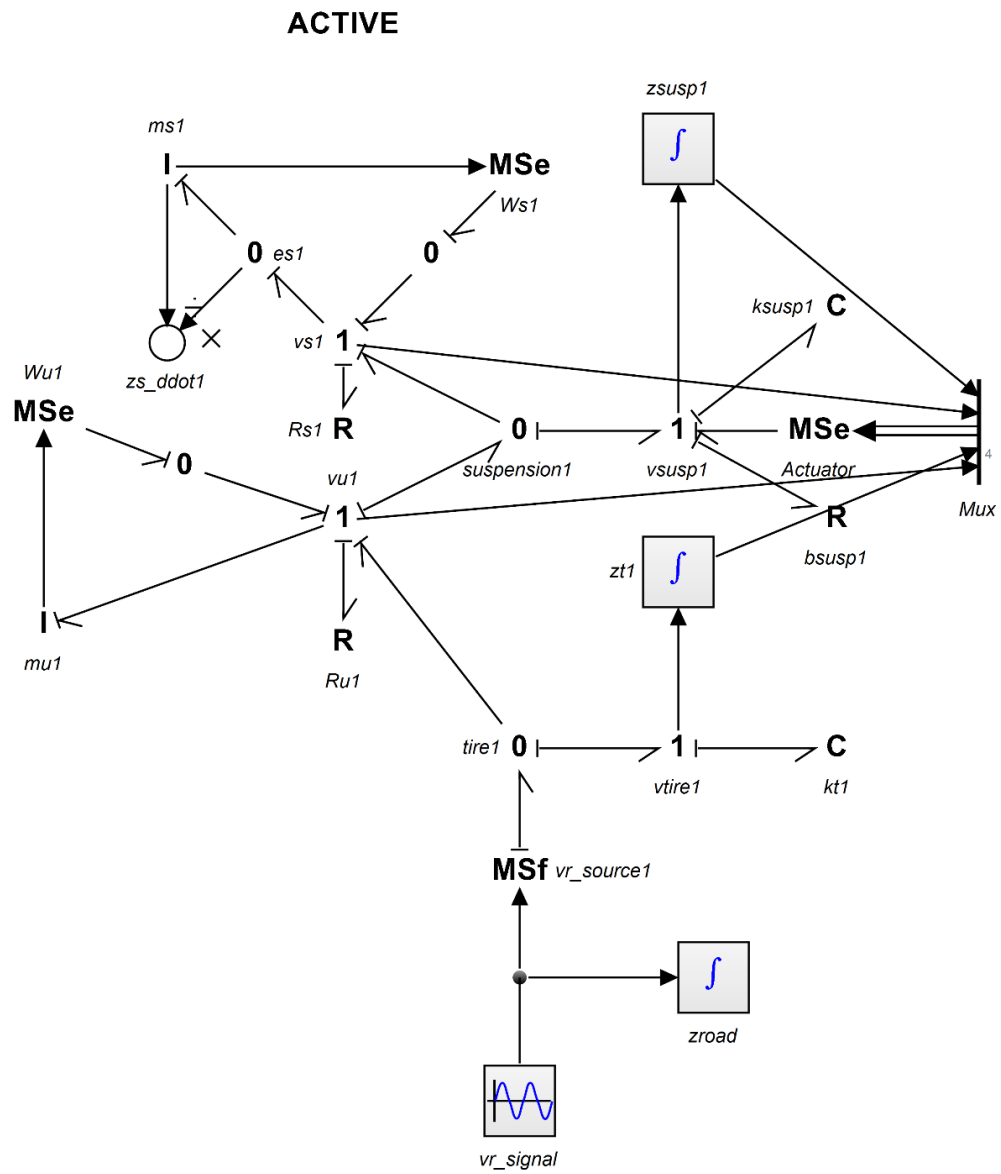 ACTIVE
zsusp1
ms1
I
MSe
Ws1
0 es1
0
ksusp1 C
vs1 1
zs_ddot1
Wu1
MSe
Rs1 R
0
1
MSe
suspension1
vsusp1
Actuator
4
Mux
0
vu1
1
R
bsusp1
zt1
I
mu1
R
Ru1
tire1 0
1
C
vtire1
kt1
MSf vr_source1
zroad
vr_signal